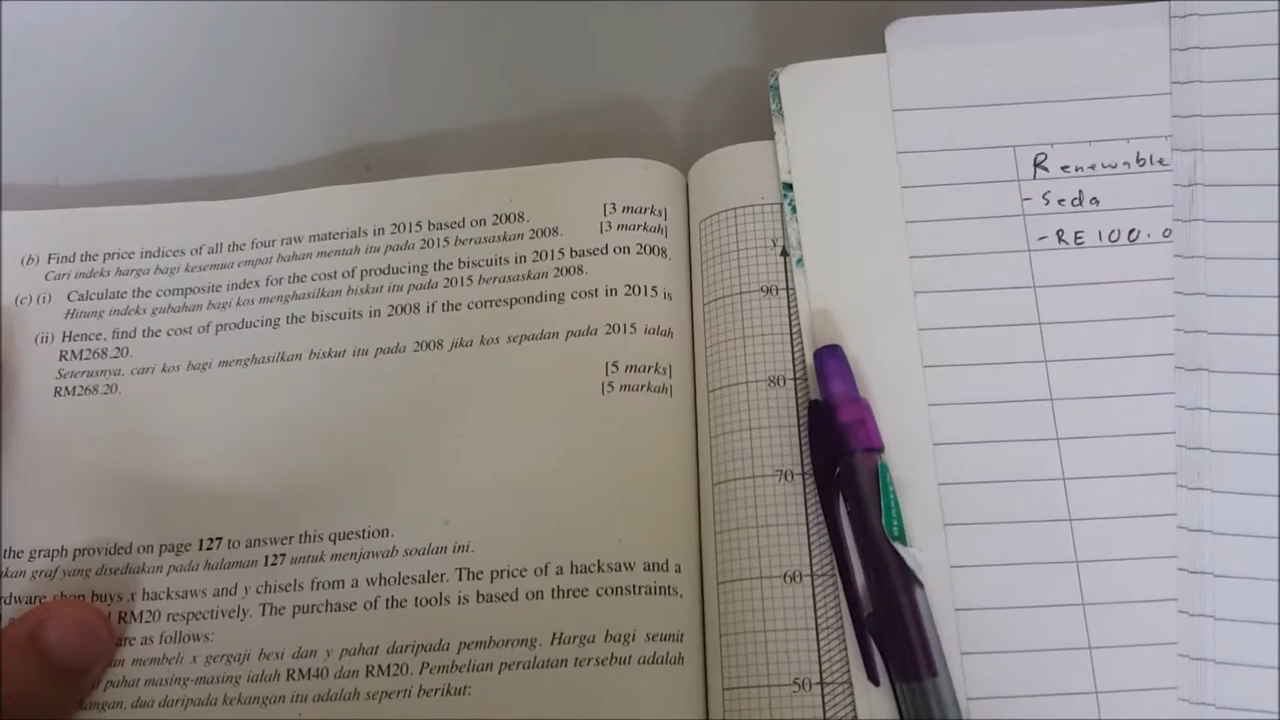 (b) Find the price indices of all the four raw materials in 2015 based on 2008. [3 marks]
Cari indeks harga bagi kesemua empat bahan mentah itu pada 2015 berasaskan 2008. [3 markah]
(c) (i) Calculate the composite index for the cost of producing the biscuits in 2015 based on 2008.
Hitung indeks gubahan bagi kos menghasilkan biskut itu pada 2015 berasaskan 2008.
(ii) Hence, find the cost of producing the biscuits in 2008 if the corresponding cost in 2015 is
RM268.20.
Seterusnya, cari kos bagi menghasilkan biskut itu pada 2008 jika kos sepadan pada 2015 ialah
RM268.20.
[5 marks]
[5 markah]
the graph provided on page 127 to answer this question.
graf yang disediakan pada halaman 127 untuk menjawab soalan ini.
buys x hacksaws and y chisels from a wholesaler. The price of a hacksaw and a
RM20 respectively. The purchase of the tools is based on three constraints,
are as follows:
membeli x gergaji besi dan y pahat daripada pemborong. Harga bagi seunit
pahat masing-masing ialah RM40 dan RM20. Pembelian peralatan tersebut adalah
dua daripada kekangan itu adalah seperti berikut:
y
90
80
70
60
50
Renewable
- Seda
- RE 100.0